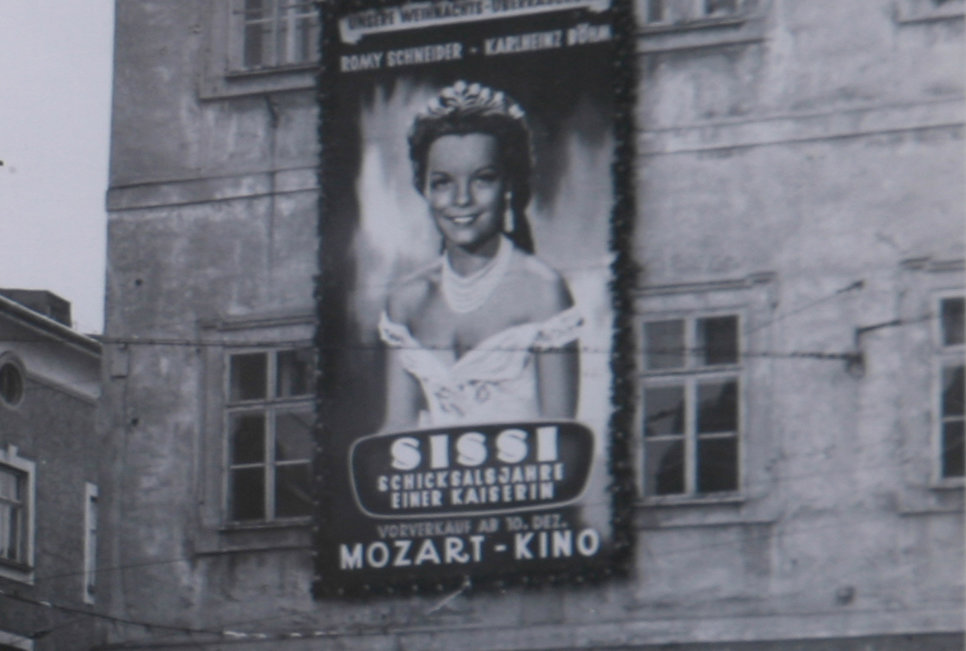 UNSERE WEIHNACHTS-ÜBERRASCHUNG
ROMY SCHNEIDER - KARLHEINZ BÖHM
SISSI
SCHICKSALSJAHRE
EINER KAISERIN
VORVERKAUF AB 10. DEZ.
MOZART-KINO